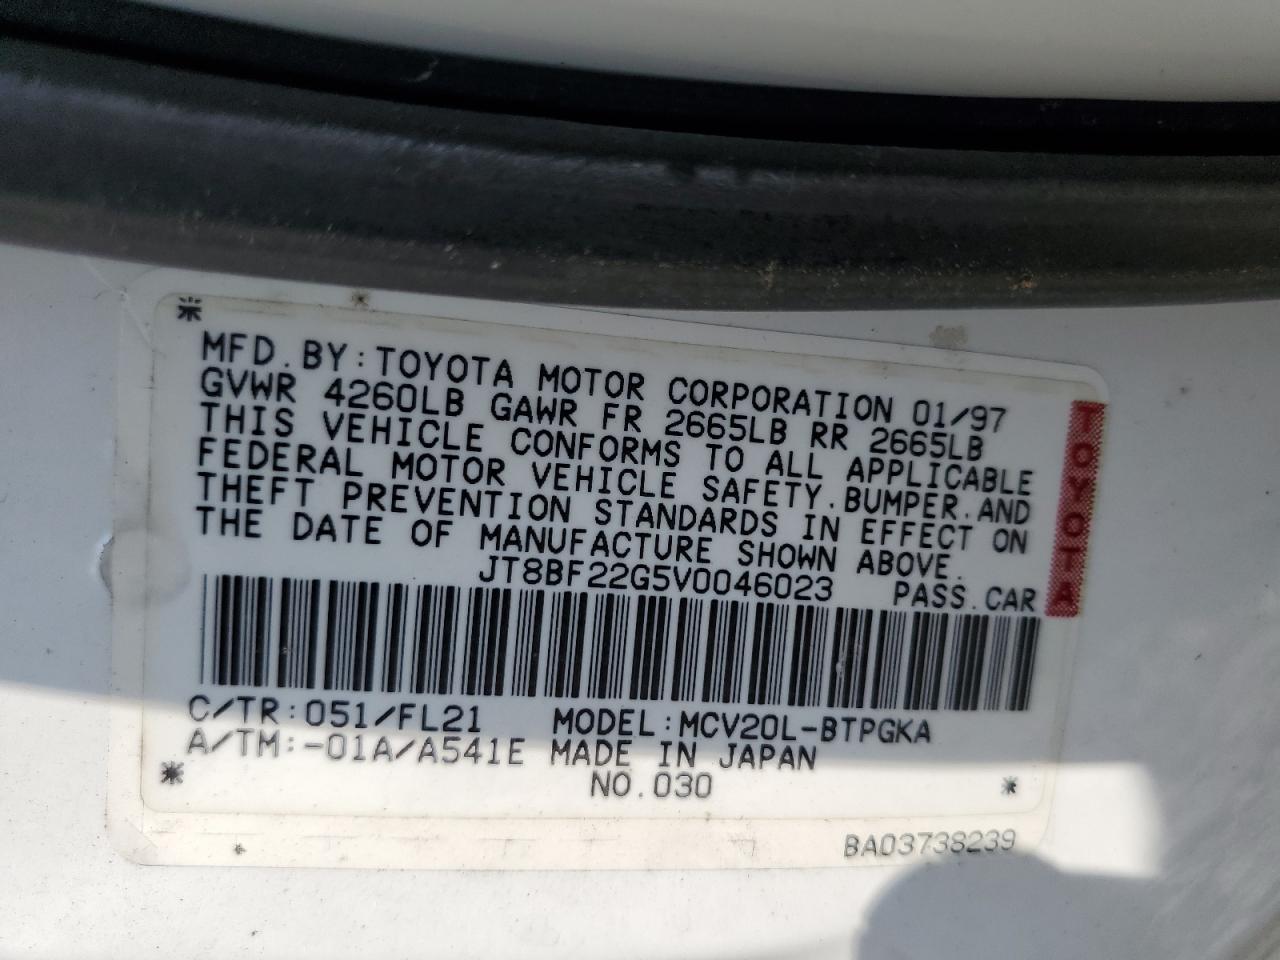 MFD.BY:TOYOTA MOTOR CORPORATION 01/97
GVWR 4260LB GAWR FR 2665LB RR 2665LB
THIS VEHICLE CONFORMS TO ALL APPLICABLE
FEDERAL MOTOR VEHICLE SAFETY.BUMPER.AND
THEFT PREVENTION STANDARDS IN EFFECT ON
THE DATE OF MANUFACTURE SHOWN ABOVE.
JT8BF22G5V0046023 PASS.CAR
TOYOTA
C/TR:051/FL21 MODEL:MCV20L-BTPGKA
A/TM:-01A/A541E MADE IN JAPAN
NO.030
BA03738239